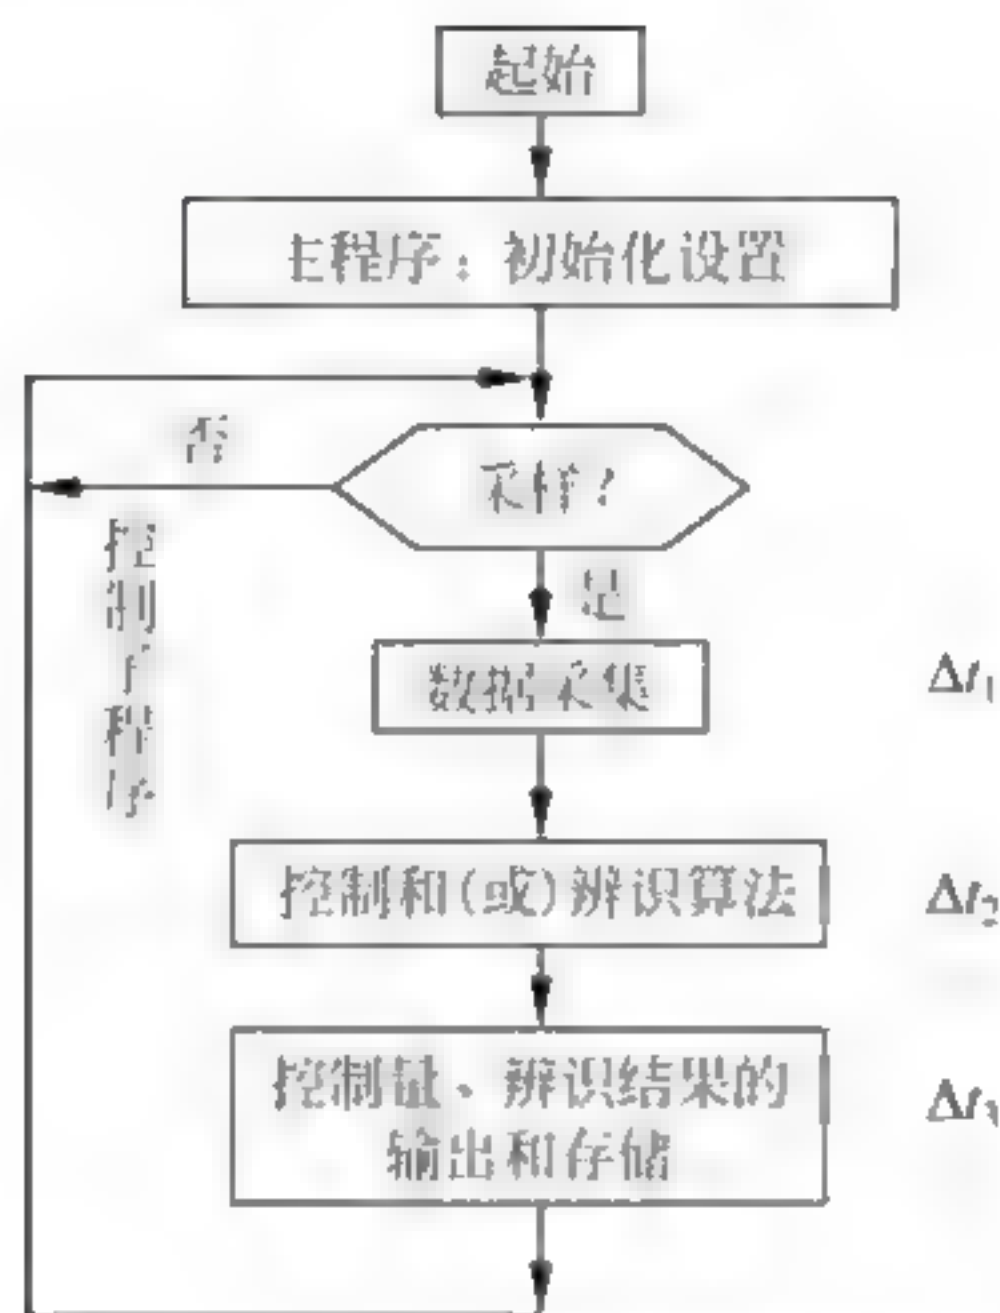 起始
主程序：初始化设置
否
采样?
控制子程序
是
数据采集
Δt₁
控制和(或)辨识算法
Δt₂
控制量、辨识结果的
输出和存储
Δt₃